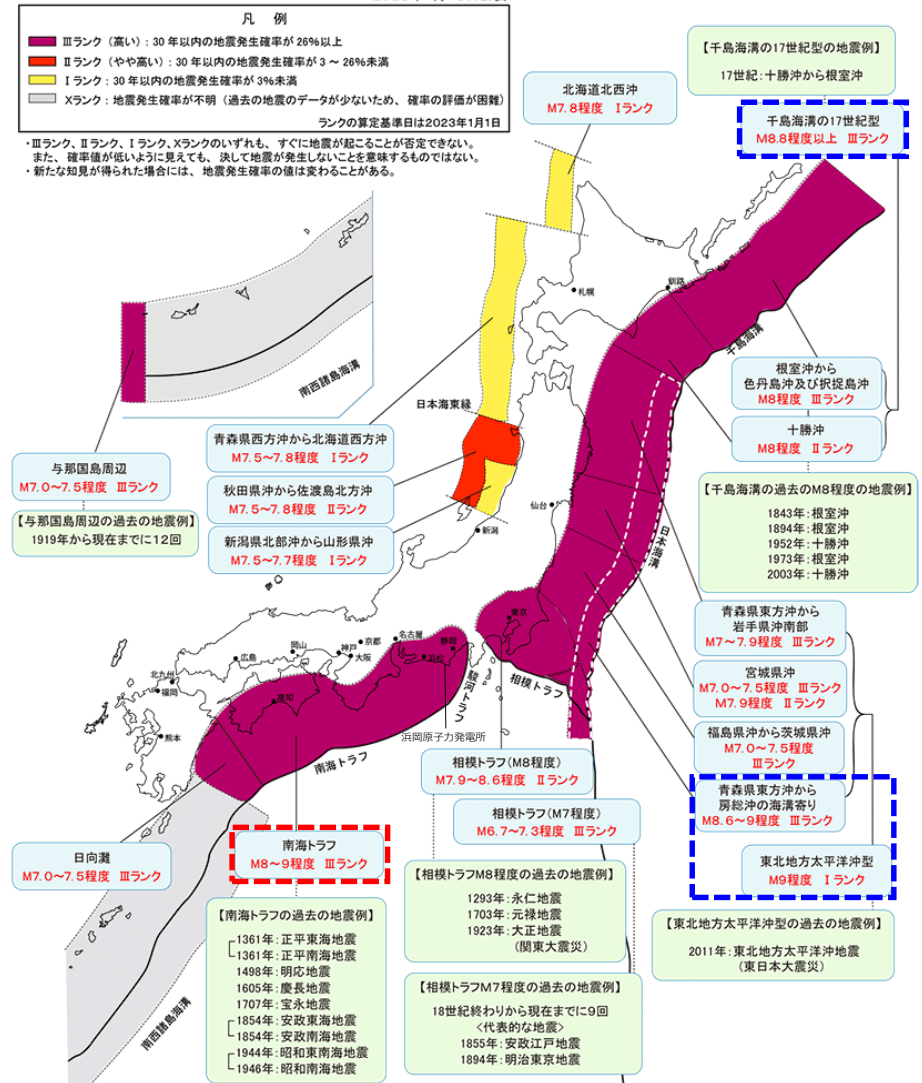 凡 例
Ⅲランク（高い）：30年以内の地震発生確率が26%以上
Ⅱランク（やや高い）：30年以内の地震発生確率が3～26%未満
Ⅰランク：30年以内の地震発生確率が3%未満
Xランク：地震発生確率が不明（過去の地震のデータが少ないため、確率の評価が困難）
ランクの算定基準日は2023年1月1日
・Ⅲランク、Ⅱランク、Ⅰランク、Xランクのいずれも、すぐに地震が起こることが否定できない。
また、確率値が低いように見えても、決して地震が発生しないことを意味するものではない。
・新たな知見が得られた場合には、地震発生確率の値は変わることがある。
北海道北西沖
M7.8程度 Ⅰランク
【千島海溝の17世紀型の地震例】
17世紀：十勝沖から根室沖
千島海溝の17世紀型
M8.8程度以上 Ⅲランク
札幌
釧路
千島海溝
南西諸島海溝
日本海東縁
根室沖から
色丹島沖及び択捉島沖
M8程度 Ⅲランク
十勝沖
M8程度 Ⅱランク
青森県西方沖から北海道西方沖
M7.5～7.8程度 Ⅰランク
与那国島周辺
M7.0～7.5程度 Ⅲランク
秋田県沖から佐渡島北方沖
M7.5～7.8程度 Ⅱランク
【与那国島周辺の過去の地震例】
1919年から現在までに12回
新潟県北部沖から山形県沖
M7.5～7.7程度 Ⅰランク
仙台
新潟
日本海溝
【千島海溝の過去のM8程度の地震例】
1843年：根室沖
1894年：根室沖
1952年：十勝沖
1973年：根室沖
2003年：十勝沖
青森県東方沖から
岩手県沖南部
M7～7.9程度 Ⅲランク
宮城県沖
M7.0～7.5程度 Ⅲランク
M7.9程度 Ⅱランク
福島県沖から茨城県沖
M7.0～7.5程度
Ⅲランク
青森県東方沖から
房総沖の海溝寄り
M8.6～9程度 Ⅲランク
東北地方太平洋沖型
M9程度 Ⅰランク
東京
名古屋
静岡
浜松
京都
神戸
大阪
岡山
広島
北九州
福岡
高知
熊本
相模トラフ
駿河トラフ
浜岡原子力発電所
南海トラフ
相模トラフ（M8程度）
M7.9～8.6程度 Ⅱランク
相模トラフ（M7程度）
M6.7～7.3程度 Ⅲランク
日向灘
M7.0～7.5程度 Ⅲランク
南海トラフ
M8～9程度 Ⅲランク
【南海トラフの過去の地震例】
1361年：正平東海地震
1361年：正平南海地震
1498年：明応地震
1605年：慶長地震
1707年：宝永地震
1854年：安政東海地震
1854年：安政南海地震
1944年：昭和東南海地震
1946年：昭和南海地震
【相模トラフM8程度の過去の地震例】
1293年：永仁地震
1703年：元禄地震
1923年：大正地震
（関東大震災）
【相模トラフM7程度の過去の地震例】
18世紀終わりから現在までに9回
<代表的な地震>
1855年：安政江戸地震
1894年：明治東京地震
【東北地方太平洋沖型の過去の地震例】
2011年：東北地方太平洋沖地震
（東日本大震災）
南西諸島海溝